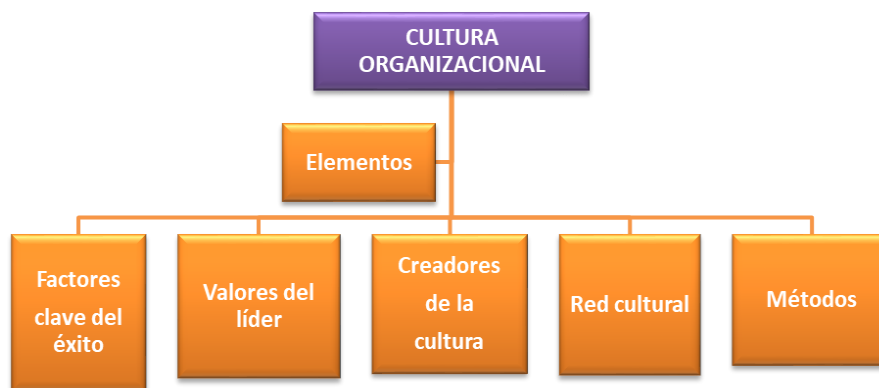 CULTURA
ORGANIZACIONAL
Elementos
Factores
clave del
éxito
Valores del
líder
Creadores
de la
cultura
Red cultural
Métodos